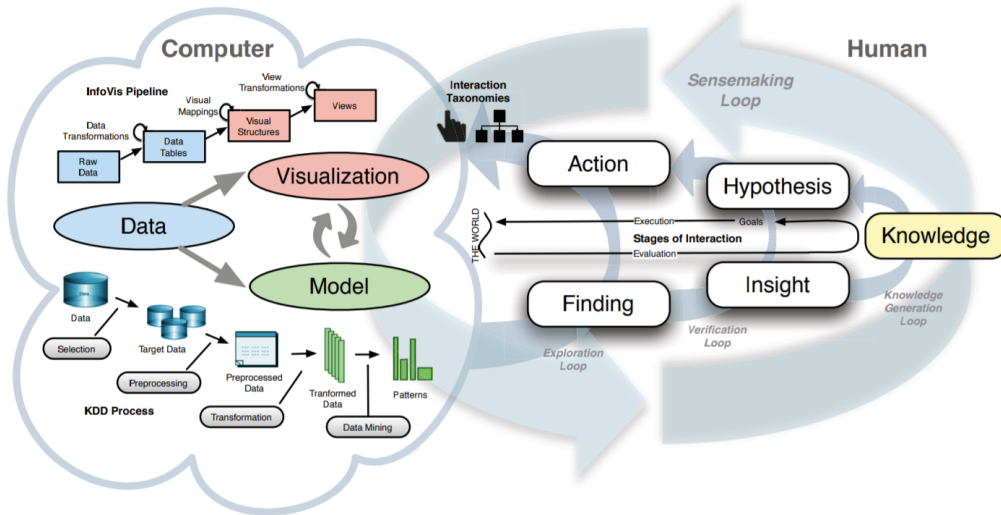 Computer
Human
InfoVis Pipeline
View
Transformations
Visual
Mappings
Data
Transformations
Raw
Data
Data
Tables
Visual
Structures
Views
Interaction
Taxonomies
Sensemaking
Loop
Visualization
Data
Model
Action
Hypothesis
THE WORLD
Execution
Goals
Stages of Interaction
Evaluation
Knowledge
Finding
Insight
Exploration
Loop
Verification
Loop
Knowledge
Generation
Loop
Data
Data
Selection
Target Data
Preprocessing
Preprocessed
Data
Transformation
Tranformed
Data
Data Mining
Patterns
KDD Process